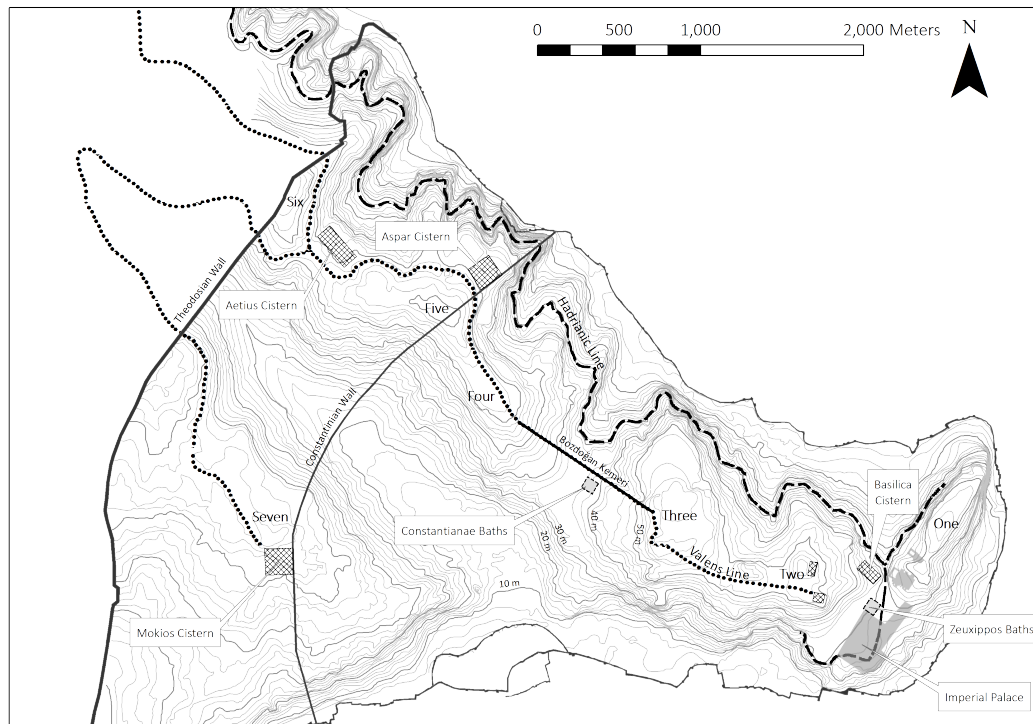 0 500 1,000 2,000 Meters
N
Six
Aspar Cistern
Theodosian Wall
Aetius Cistern
Five
Hadrianic Line
Four
Constantinian Wall
Bozdoğan Kemeri
Basilica
Cistern
Seven
Constantianae Baths
40 m
30 m
20 m
50 m
Three
One
Valens Line
Two
10 m
Mokios Cistern
Zeuxippos Baths
Imperial Palace